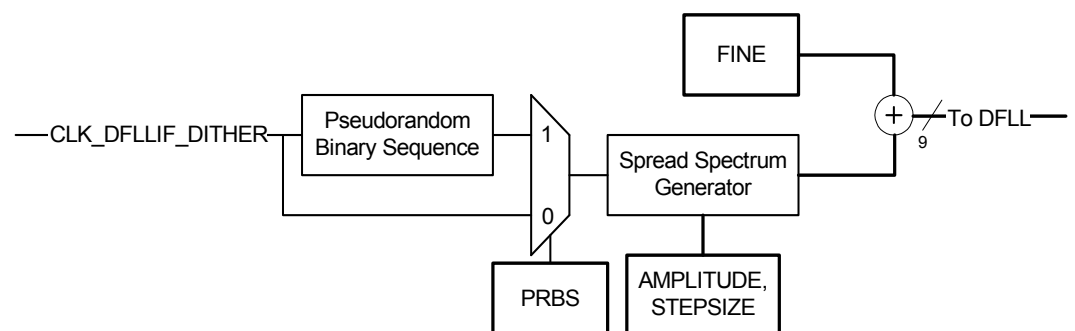 FINE
CLK_DFLLIF_DITHER
Pseudorandom
Binary Sequence
1
0
Spread Spectrum
Generator
+
9
To DFLL
PRBS
AMPLITUDE,
STEPSIZE